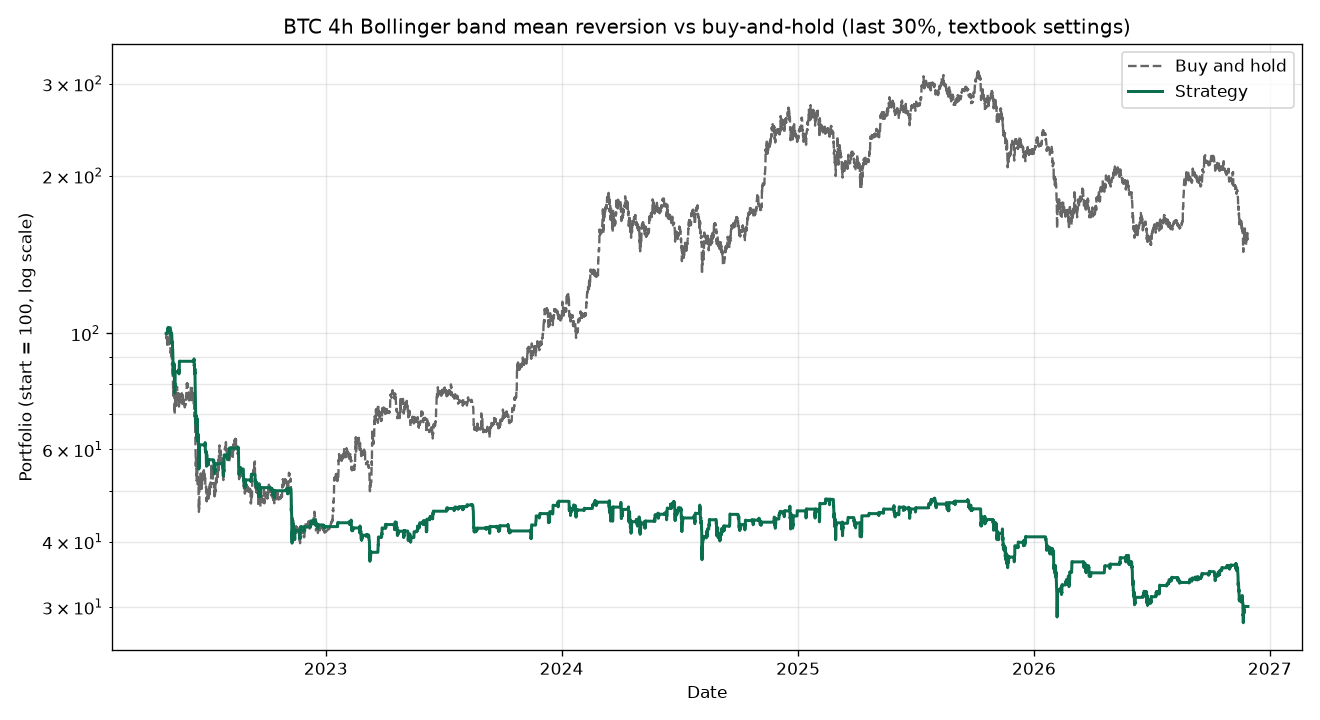 BTC 4h Bollinger band mean reversion vs buy-and-hold (last 30%, textbook settings)
Buy and hold
Strategy
Portfolio (start = 100, log scale)
3 × 10²
2 × 10²
10²
6 × 10¹
4 × 10¹
3 × 10¹
2023 2024 2025 2026 2027
Date